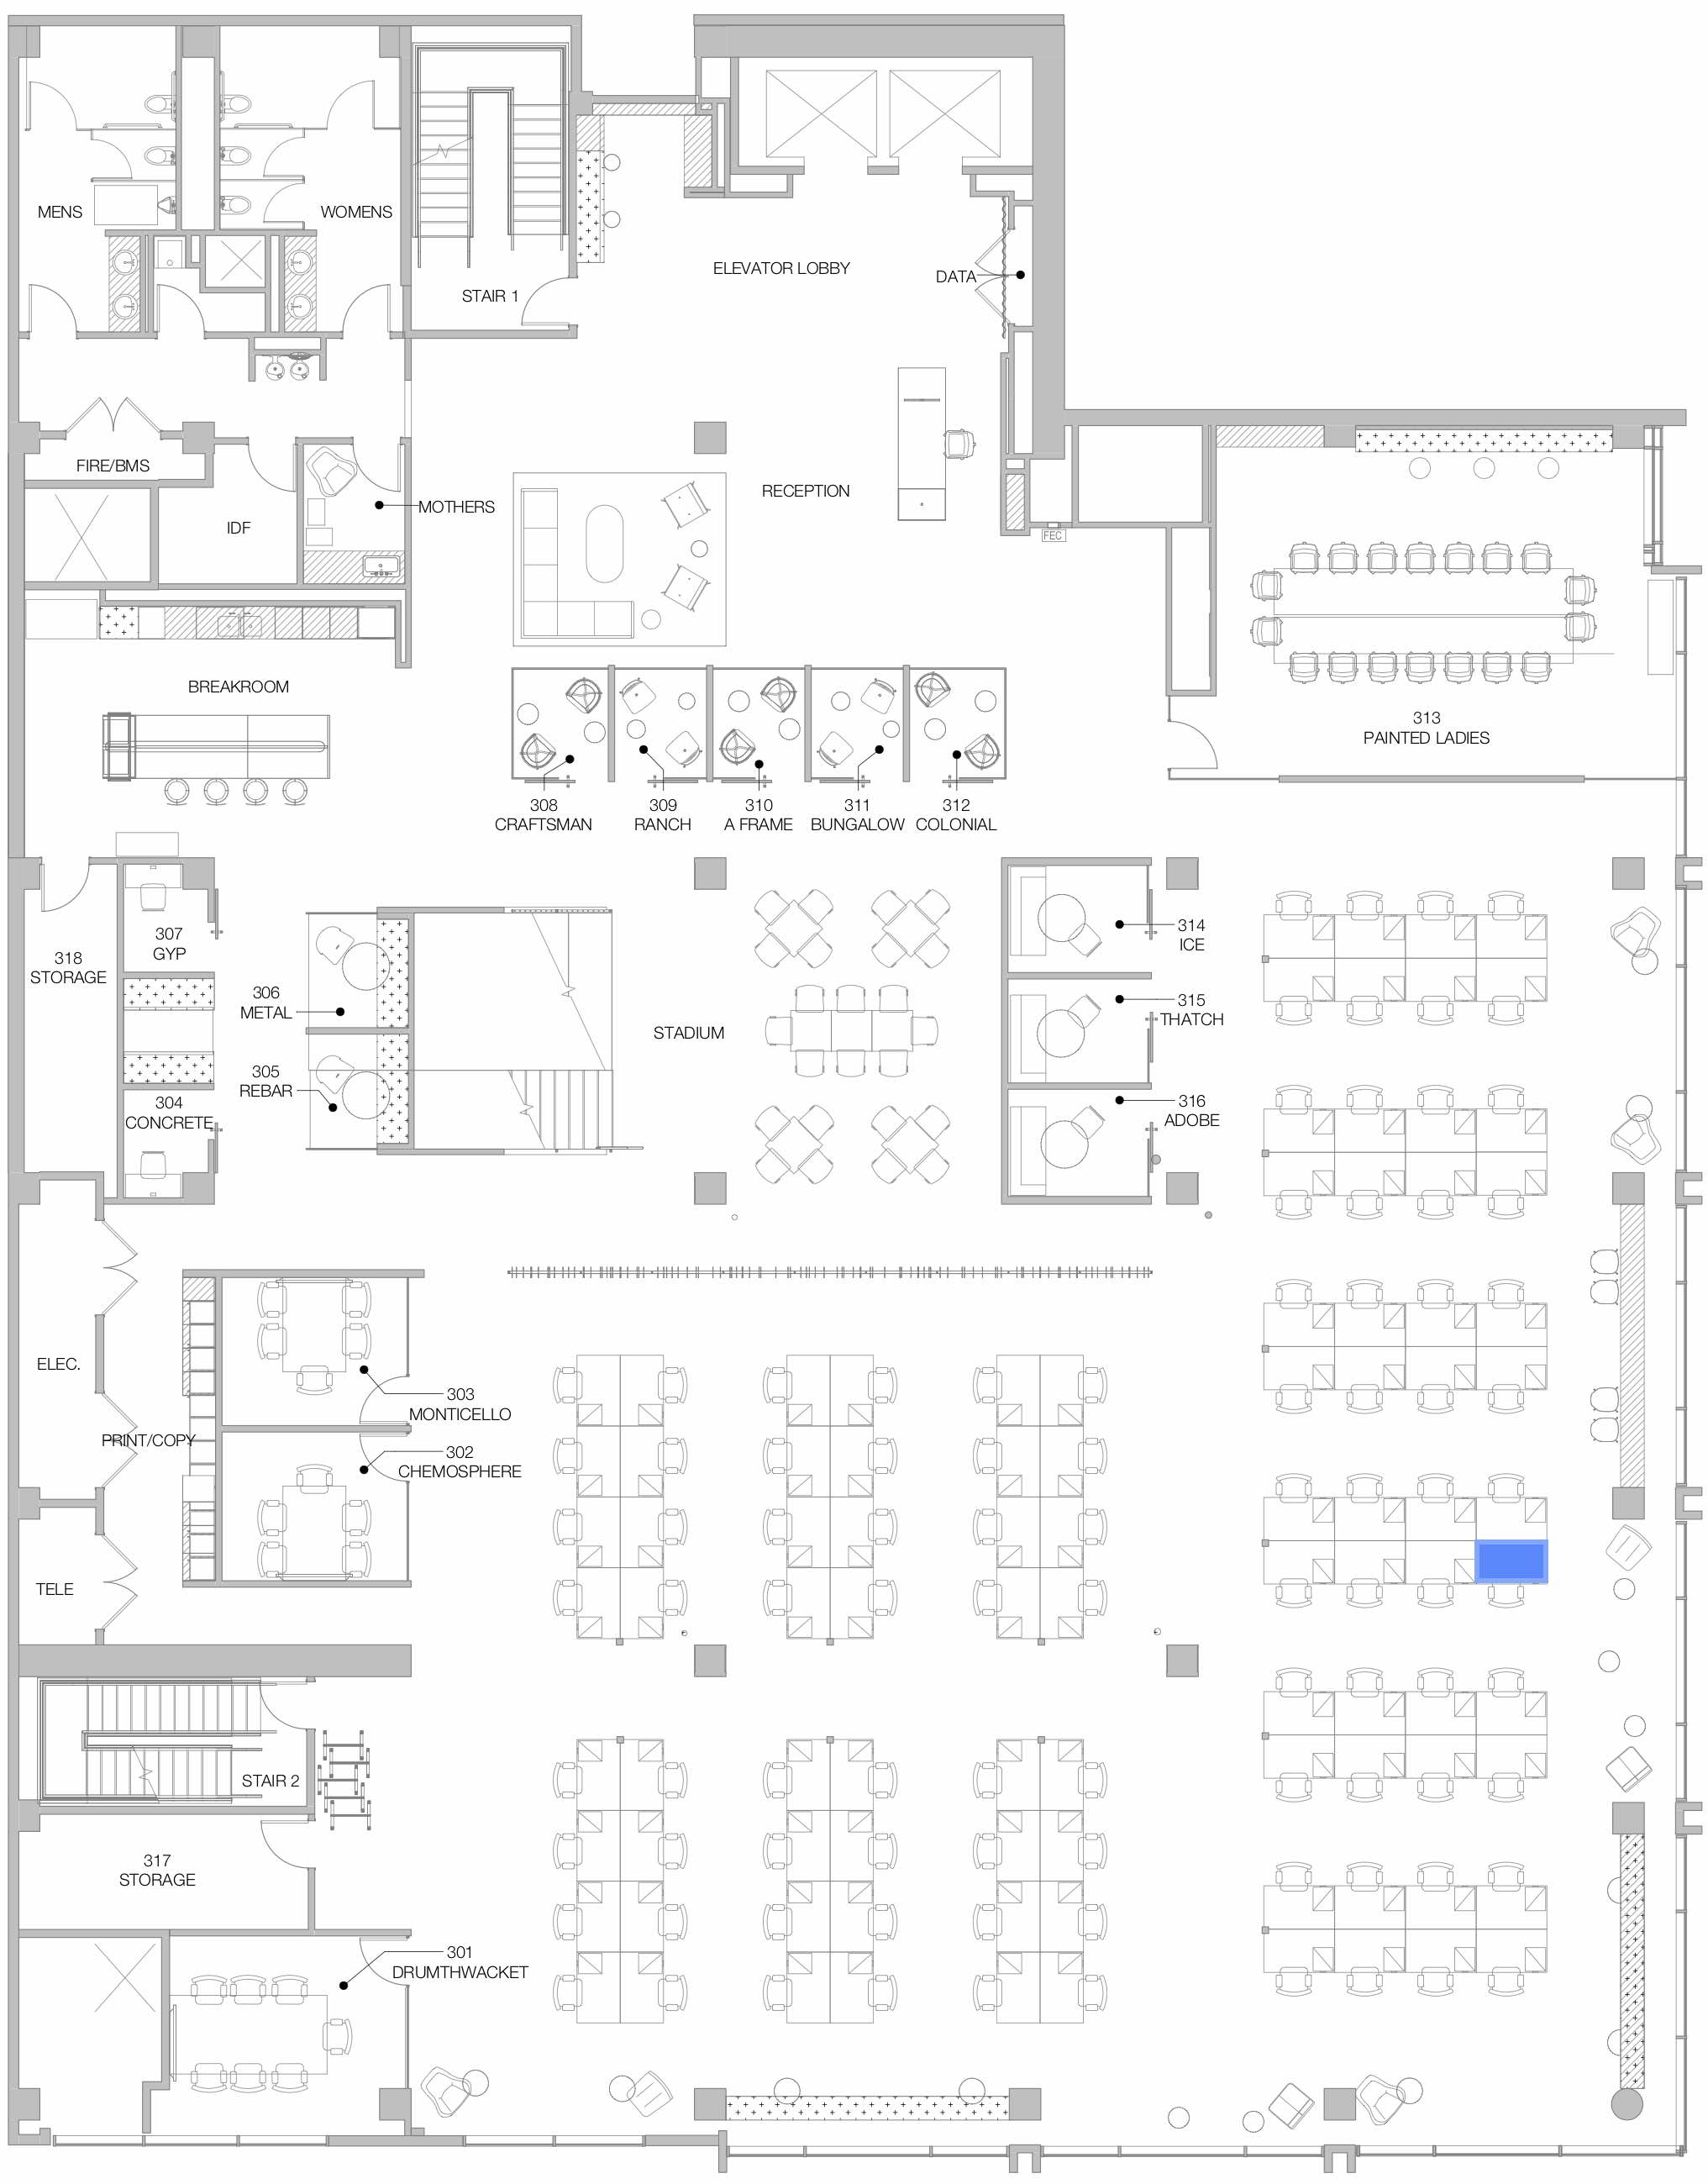 MENS
WOMENS
STAIR 1
ELEVATOR LOBBY
DATA
FIRE/BMS
IDF
MOTHERS
RECEPTION
FEC
BREAKROOM
313
PAINTED LADIES
308
CRAFTSMAN
309
RANCH
310
A FRAME
311
BUNGALOW
312
COLONIAL
307
GYP
318
STORAGE
306
METAL
305
REBAR
304
CONCRETE
STADIUM
314
ICE
315
THATCH
316
ADOBE
ELEC.
303
MONTICELLO
PRINT/COPY
302
CHEMOSPHERE
TELE
STAIR 2
317
STORAGE
301
DRUMTHWACKET